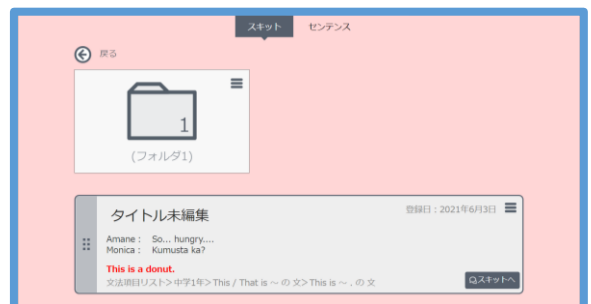 スキット センテンス
戻る
1
(フォルダ1)
タイトル未編集
登録日：2021年6月3日
Amane : So... hungry....
Monica : Kumusta ka?
This is a donut.
文法項目リスト＞中学1年＞This / That is ～ の 文＞This is ～ . の 文
スキットへ